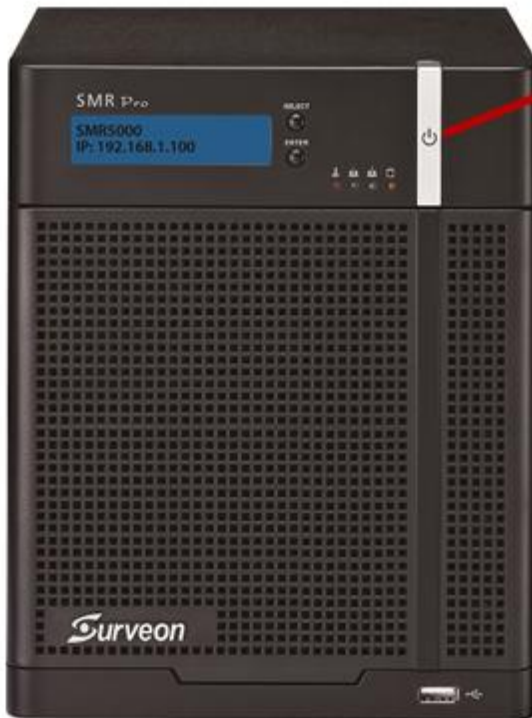 SMR Pro
SMR5000
IP: 192.168.1.100
SELECT
ENTER
Surveon